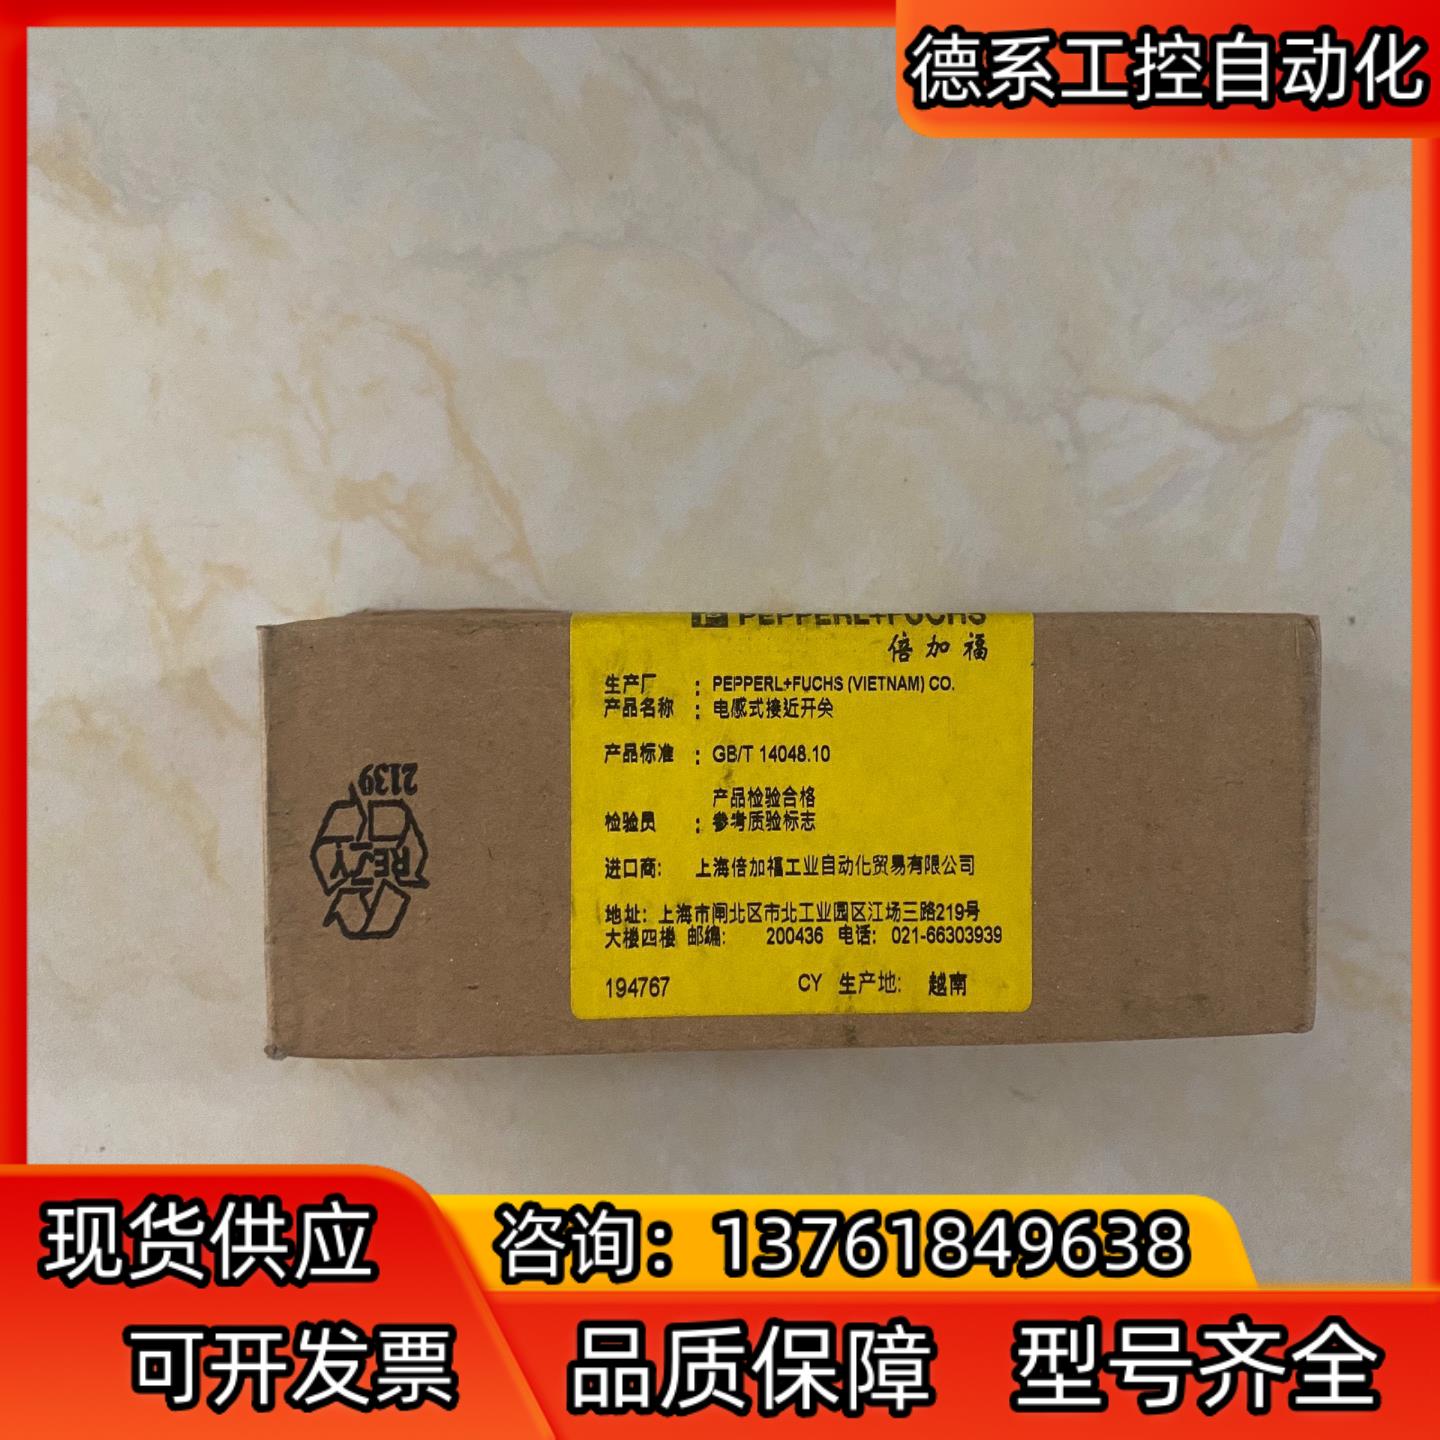 德系工控自动化
PEPPERL+FUCHS
倍加福
生产厂 : PEPPERL+FUCHS (VIETNAM) CO.
产品名称 : 电感式接近开关
产品标准 : GB/T 14048.10
产品检验合格
检验员 : 参考质验标志
进口商: 上海倍加福工业自动化贸易有限公司
地址: 上海市闸北区市北工业园区江场三路219号
大楼四楼 邮编: 200436 电话: 021-66303939
194767 CY 生产地: 越南
2139
RESY
现货供应
咨询：13761849638
可开发票 品质保障 型号齐全